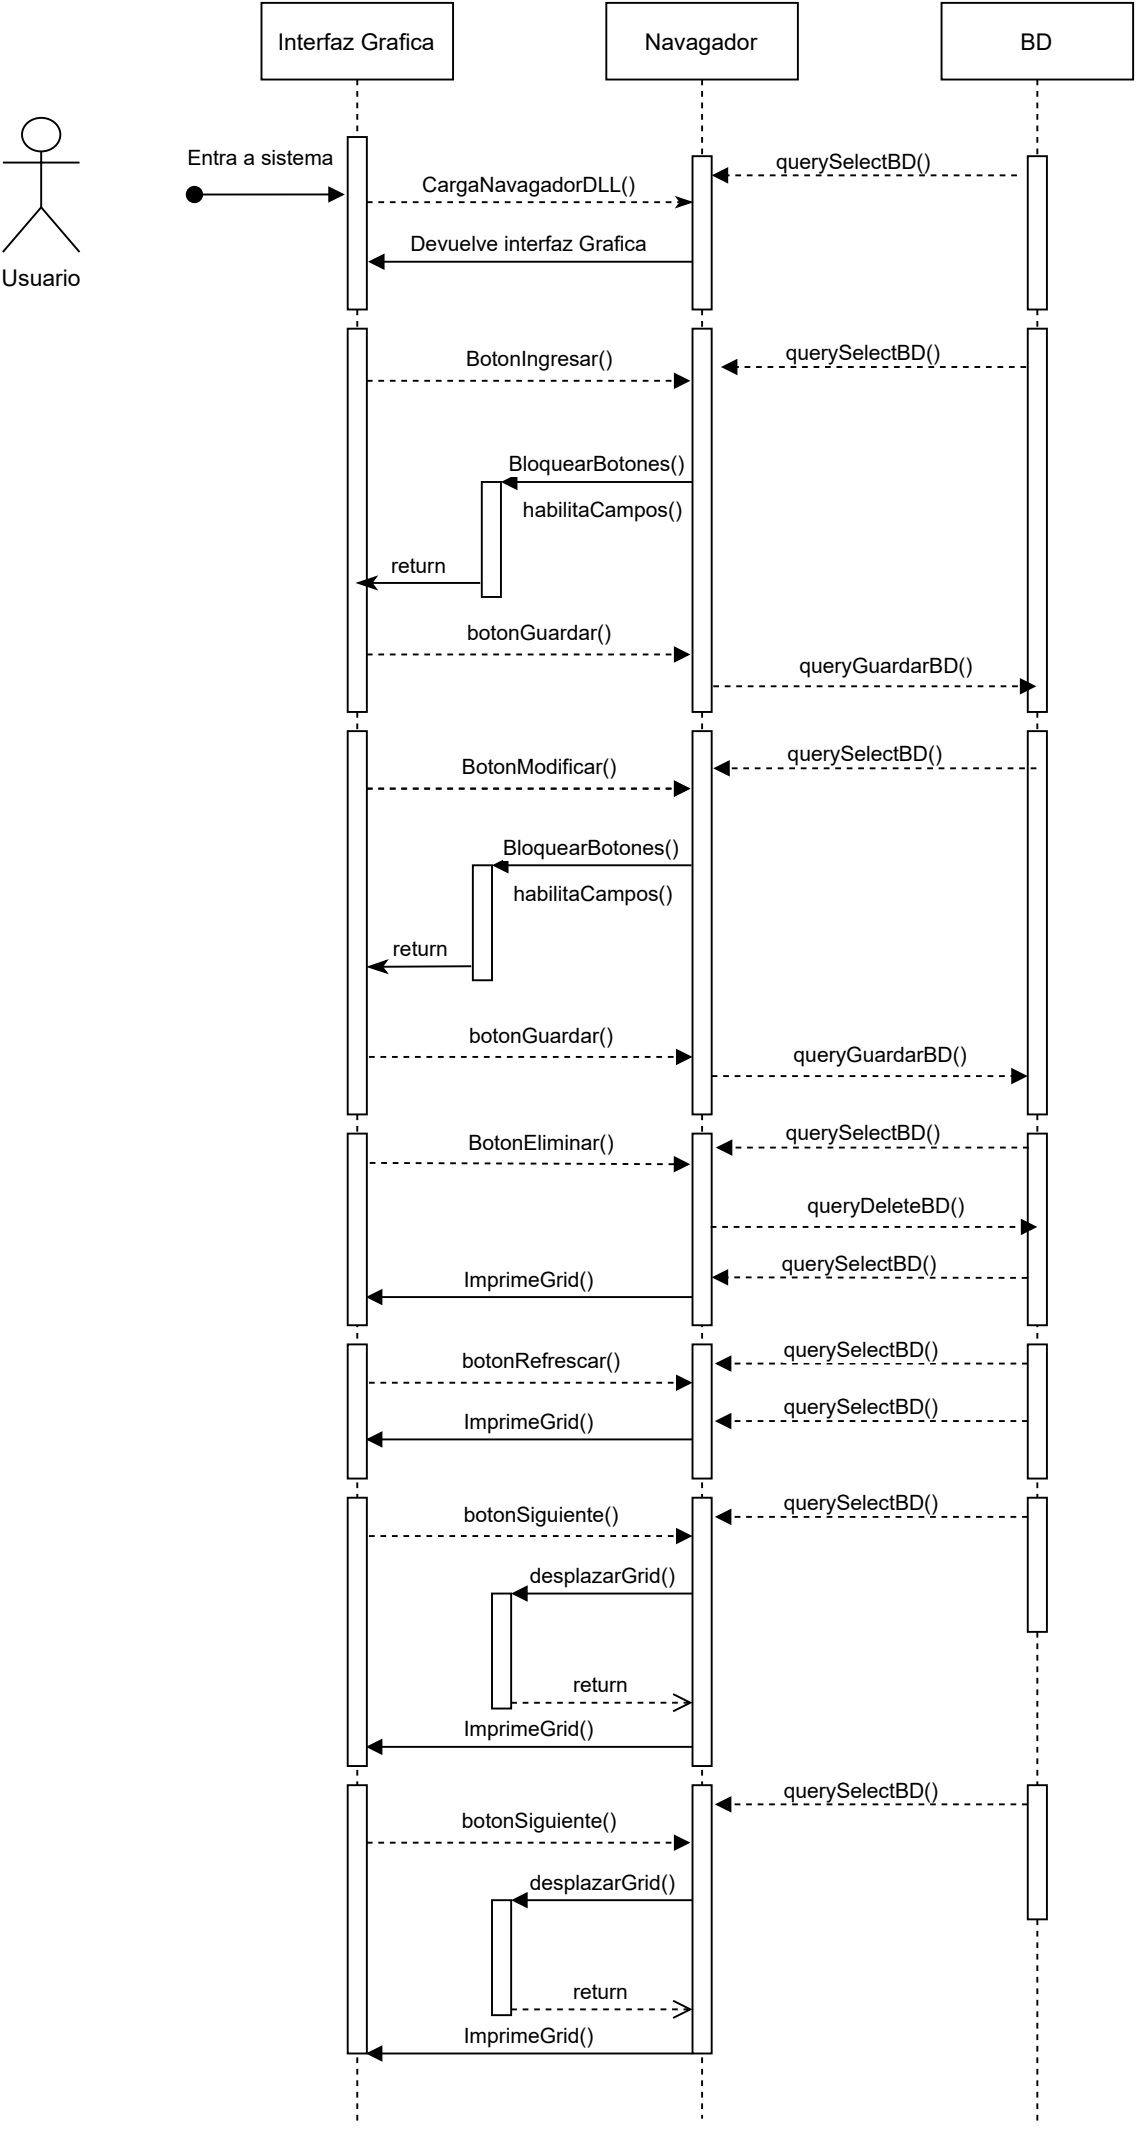 Interfaz Grafica
Navagador
BD
Usuario
Entra a sistema
querySelectBD()
CargaNavagadorDLL()
Devuelve interfaz Grafica
querySelectBD()
BotonIngresar()
BloquearBotones()
habilitaCampos()
return
botonGuardar()
queryGuardarBD()
querySelectBD()
BotonModificar()
BloquearBotones()
habilitaCampos()
return
botonGuardar()
queryGuardarBD()
querySelectBD()
BotonEliminar()
queryDeleteBD()
querySelectBD()
ImprimeGrid()
querySelectBD()
botonRefrescar()
querySelectBD()
ImprimeGrid()
querySelectBD()
botonSiguiente()
desplazarGrid()
return
ImprimeGrid()
querySelectBD()
botonSiguiente()
desplazarGrid()
return
ImprimeGrid()